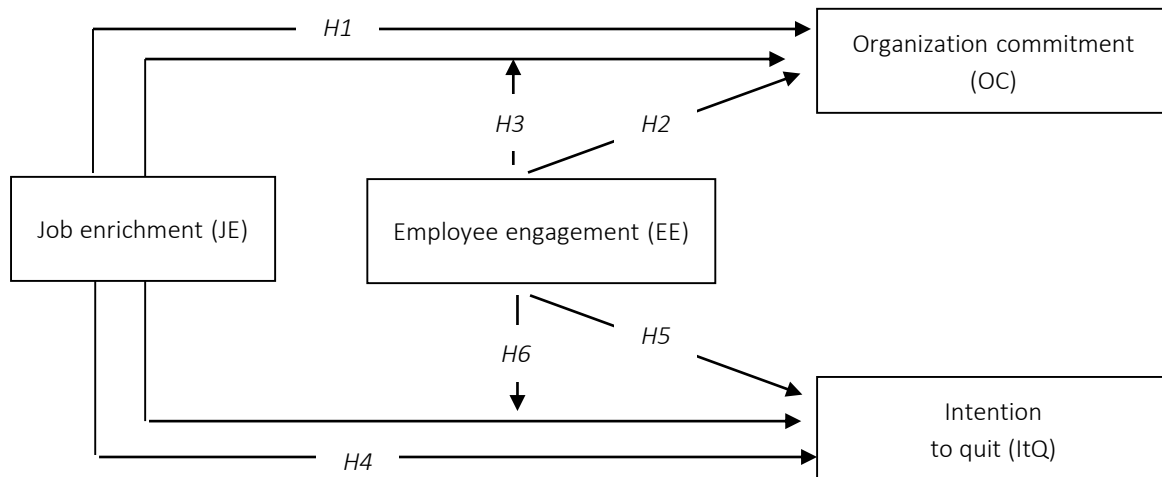 H1
Organization commitment
(OC)
H3
H2
Job enrichment (JE)
Employee engagement (EE)
H5
H6
Intention
to quit (ItQ)
H4